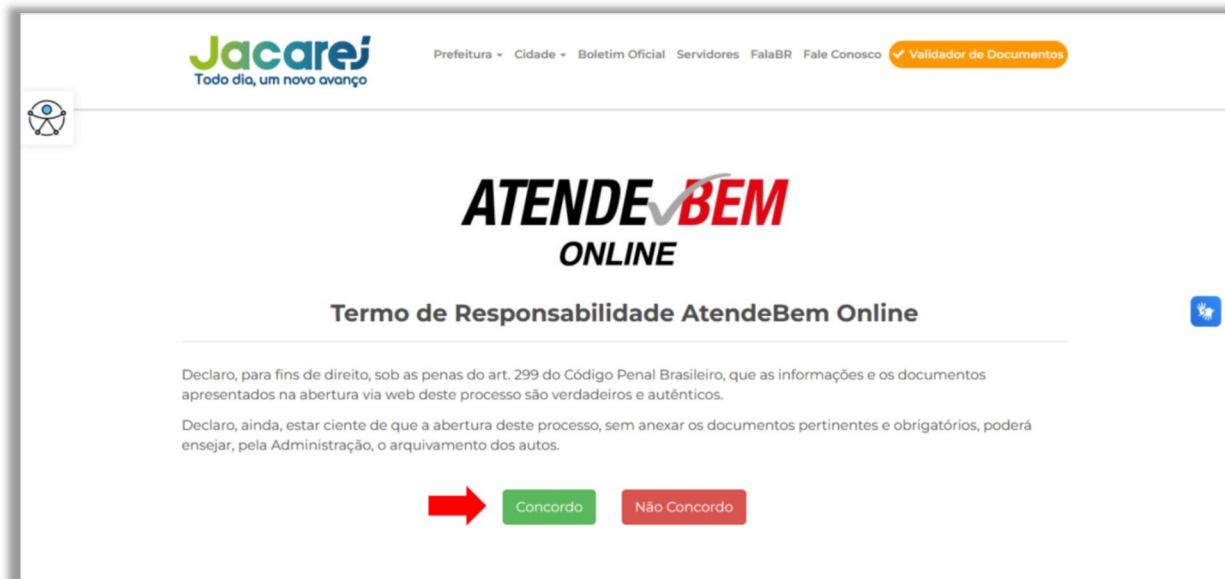 Jacareí
Todo dia, um novo avanço
Prefeitura Cidade Boletim Oficial Servidores FalaBR Fale Conosco Validador de Documentos
ATENDE BEM
ONLINE
Termo de Responsabilidade AtendeBem Online
Declaro, para fins de direito, sob as penas do art. 299 do Código Penal Brasileiro, que as informações e os documentos
apresentados na abertura via web deste processo são verdadeiros e autênticos.
Declaro, ainda, estar ciente de que a abertura deste processo, sem anexar os documentos pertinentes e obrigatórios, poderá
ensejar, pela Administração, o arquivamento dos autos.
Concordo Não Concordo